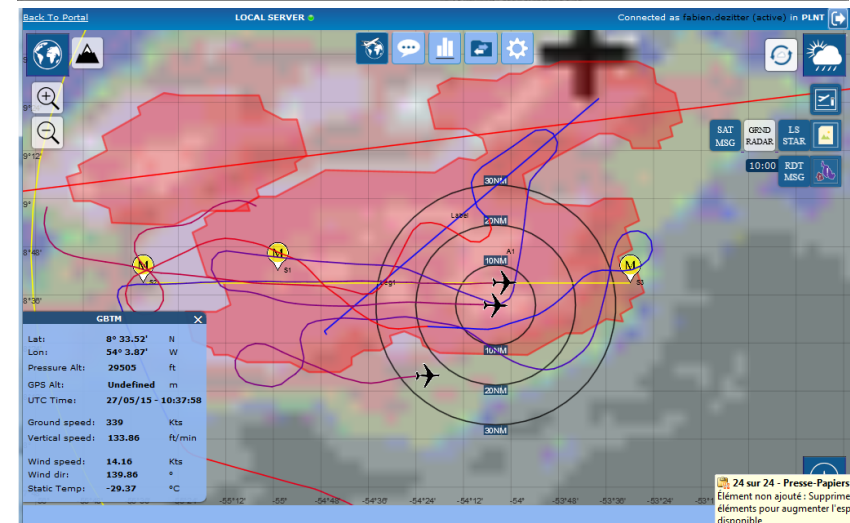 Back To Portal
LOCAL SERVER
Connected as fabien.dezitter (active) in PLNT
SAT MSG
GRND RADAR
LS STAR
10:00
RDT MSG
9°12'
9°
8°48'
8°36'
30NM
20NM
10NM
10NM
20NM
30NM
Label
A1
M
S2
M
S1
Leg1
M
S3
GBTM X
Lat: 8° 33.52' N
Lon: 54° 3.87' W
Pressure Alt: 29505 ft
GPS Alt: Undefined m
UTC Time: 27/05/15 - 10:37:58
Ground speed: 339 Kts
Vertical speed: 133.86 ft/min
Wind speed: 14.16 Kts
Wind dir: 139.86 °
Static Temp: -29.37 °C
-55°12' -55° -54°48' -54°36' -54°24' -54°12' -54° -53°48' -53°36' -53°24'
24 sur 24 - Presse-Papiers
Élément non ajouté : Supprime
éléments pour augmenter l'esp
disponible